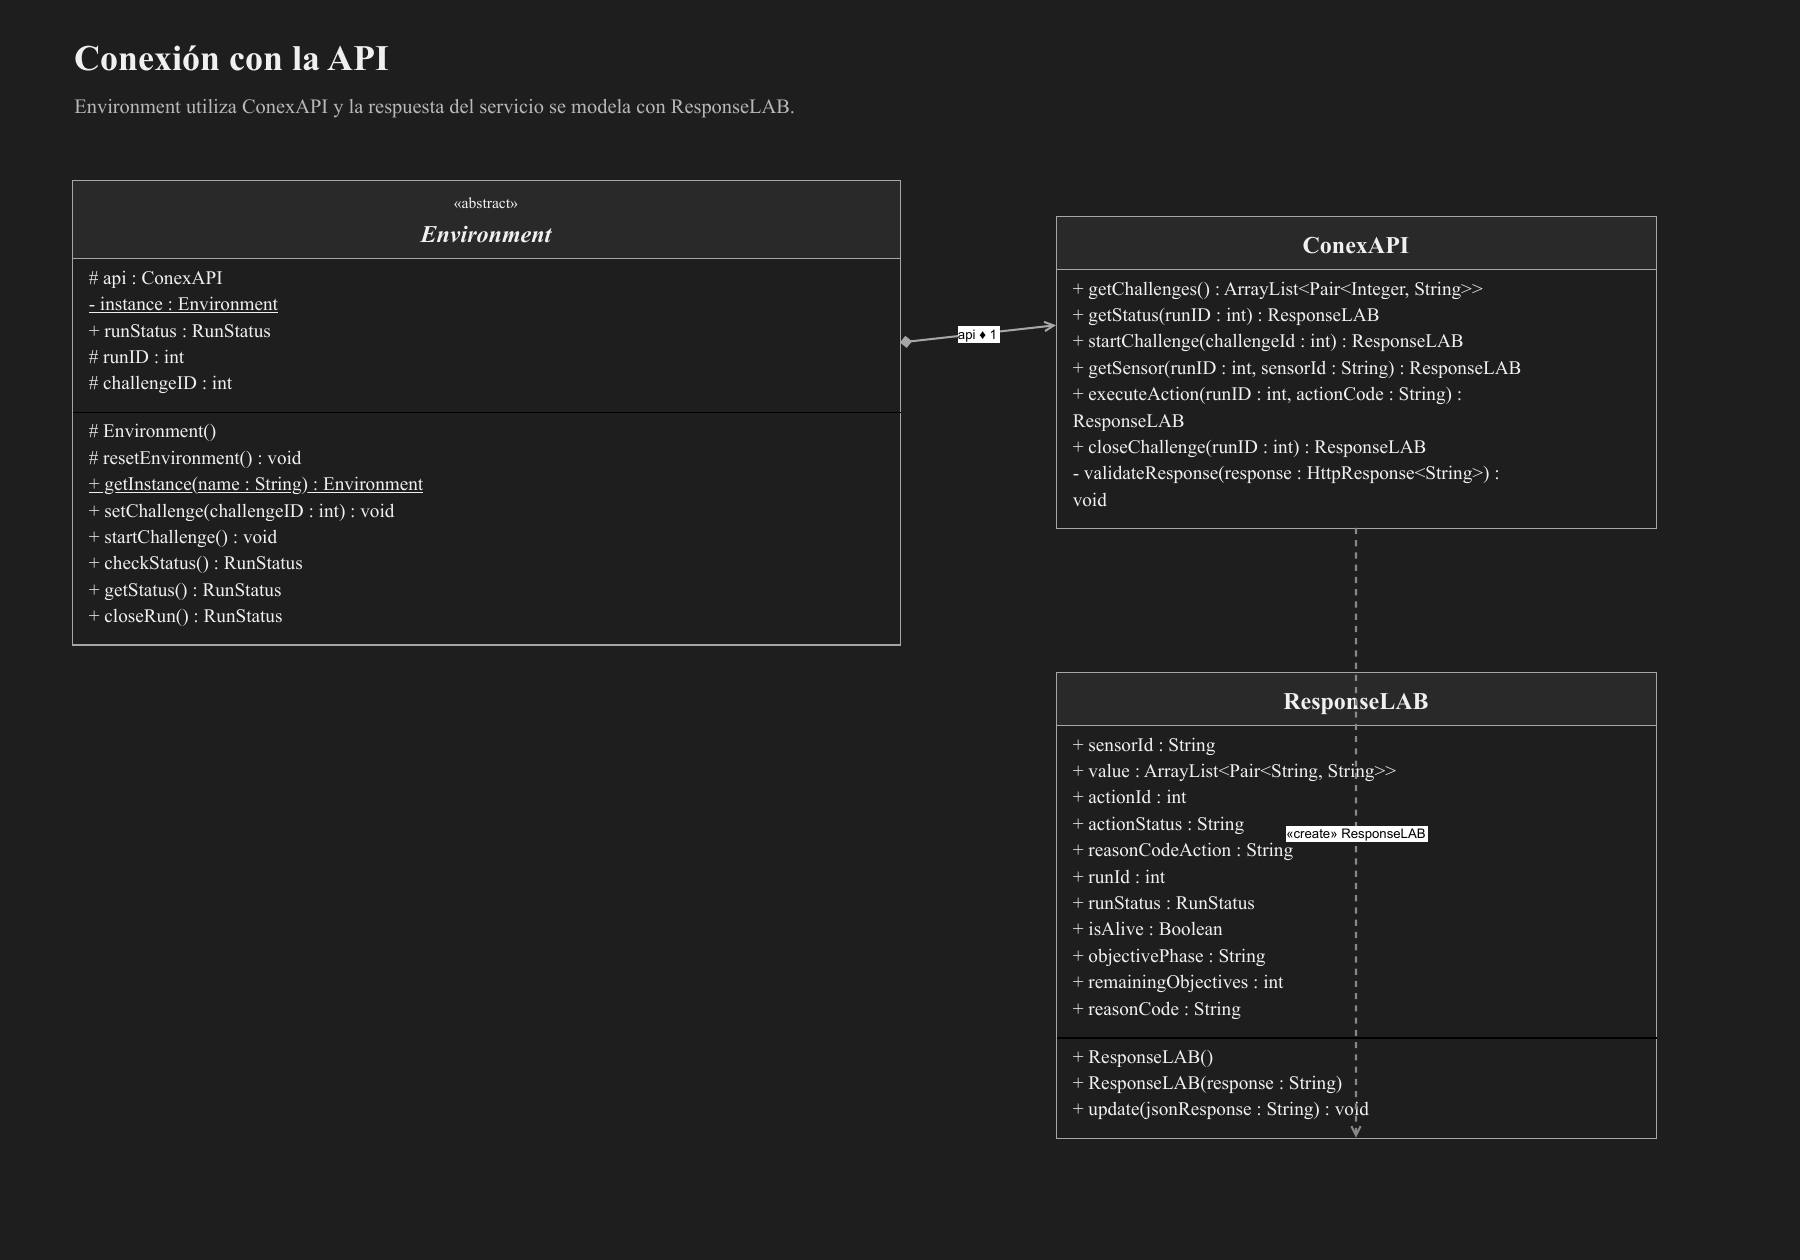 Conexión con la API
Environment utiliza ConexAPI y la respuesta del servicio se modela con ResponseLAB.
«abstract»
Environment
# api : ConexAPI
- instance : Environment
+ runStatus : RunStatus
# runID : int
# challengeID : int
# Environment()
# resetEnvironment() : void
+ getInstance(name : String) : Environment
+ setChallenge(challengeID : int) : void
+ startChallenge() : void
+ checkStatus() : RunStatus
+ getStatus() : RunStatus
+ closeRun() : RunStatus
api ♦ 1
ConexAPI
+ getChallenges() : ArrayList<Pair<Integer, String>>
+ getStatus(runID : int) : ResponseLAB
+ startChallenge(challengeId : int) : ResponseLAB
+ getSensor(runID : int, sensorId : String) : ResponseLAB
+ executeAction(runID : int, actionCode : String) :
ResponseLAB
+ closeChallenge(runID : int) : ResponseLAB
- validateResponse(response : HttpResponse<String>) :
void
ResponseLAB
+ sensorId : String
+ value : ArrayList<Pair<String, String>>
+ actionId : int
+ actionStatus : String
«create» ResponseLAB
+ reasonCodeAction : String
+ runId : int
+ runStatus : RunStatus
+ isAlive : Boolean
+ objectivePhase : String
+ remainingObjectives : int
+ reasonCode : String
+ ResponseLAB()
+ ResponseLAB(response : String)
+ update(jsonResponse : String) : void